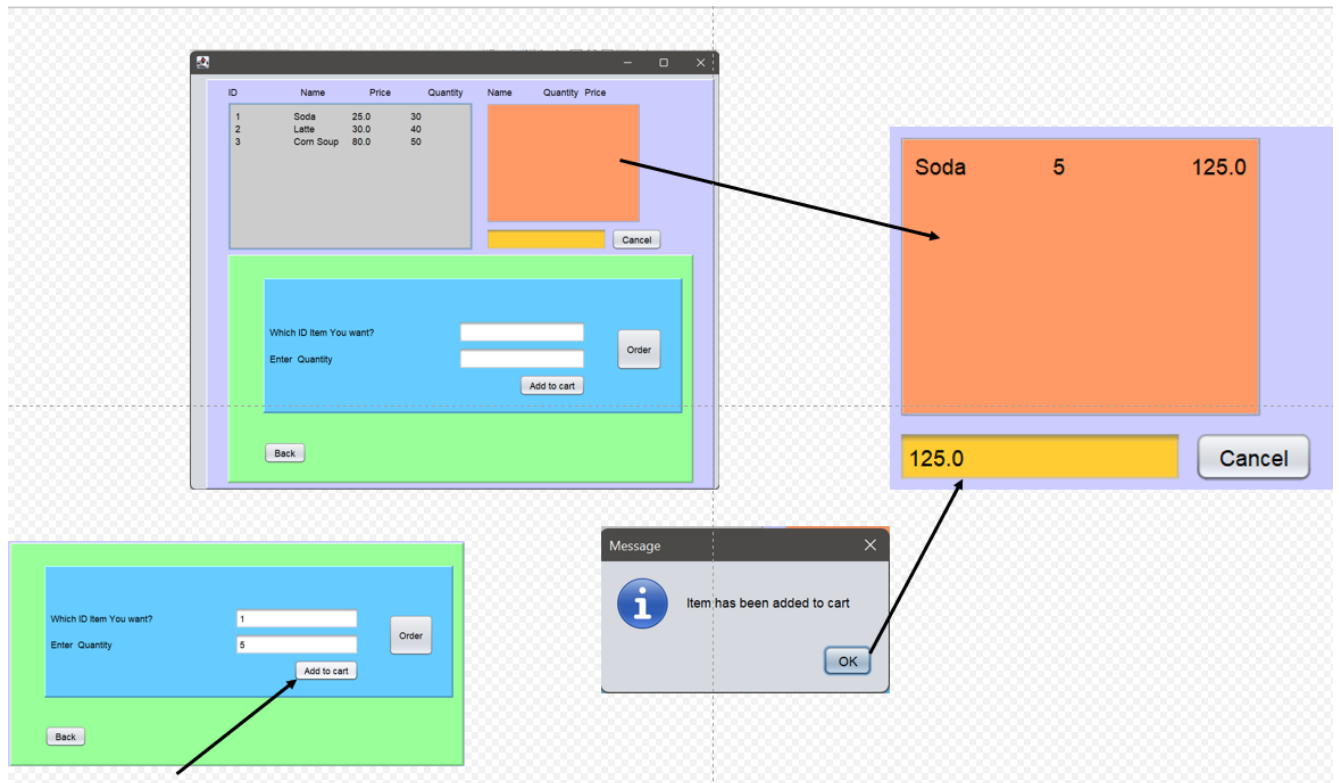 ID Name Price Quantity Name Quantity Price
1 Soda 25.0 30
2 Latte 30.0 40
3 Corn Soup 80.0 50
Cancel
Which ID Item You want?
Enter Quantity
Order
Add to cart
Back
Soda 5 125.0
125.0 Cancel
Which ID Item You want? 1
Enter Quantity 5
Order
Add to cart
Back
Message
Item has been added to cart
OK